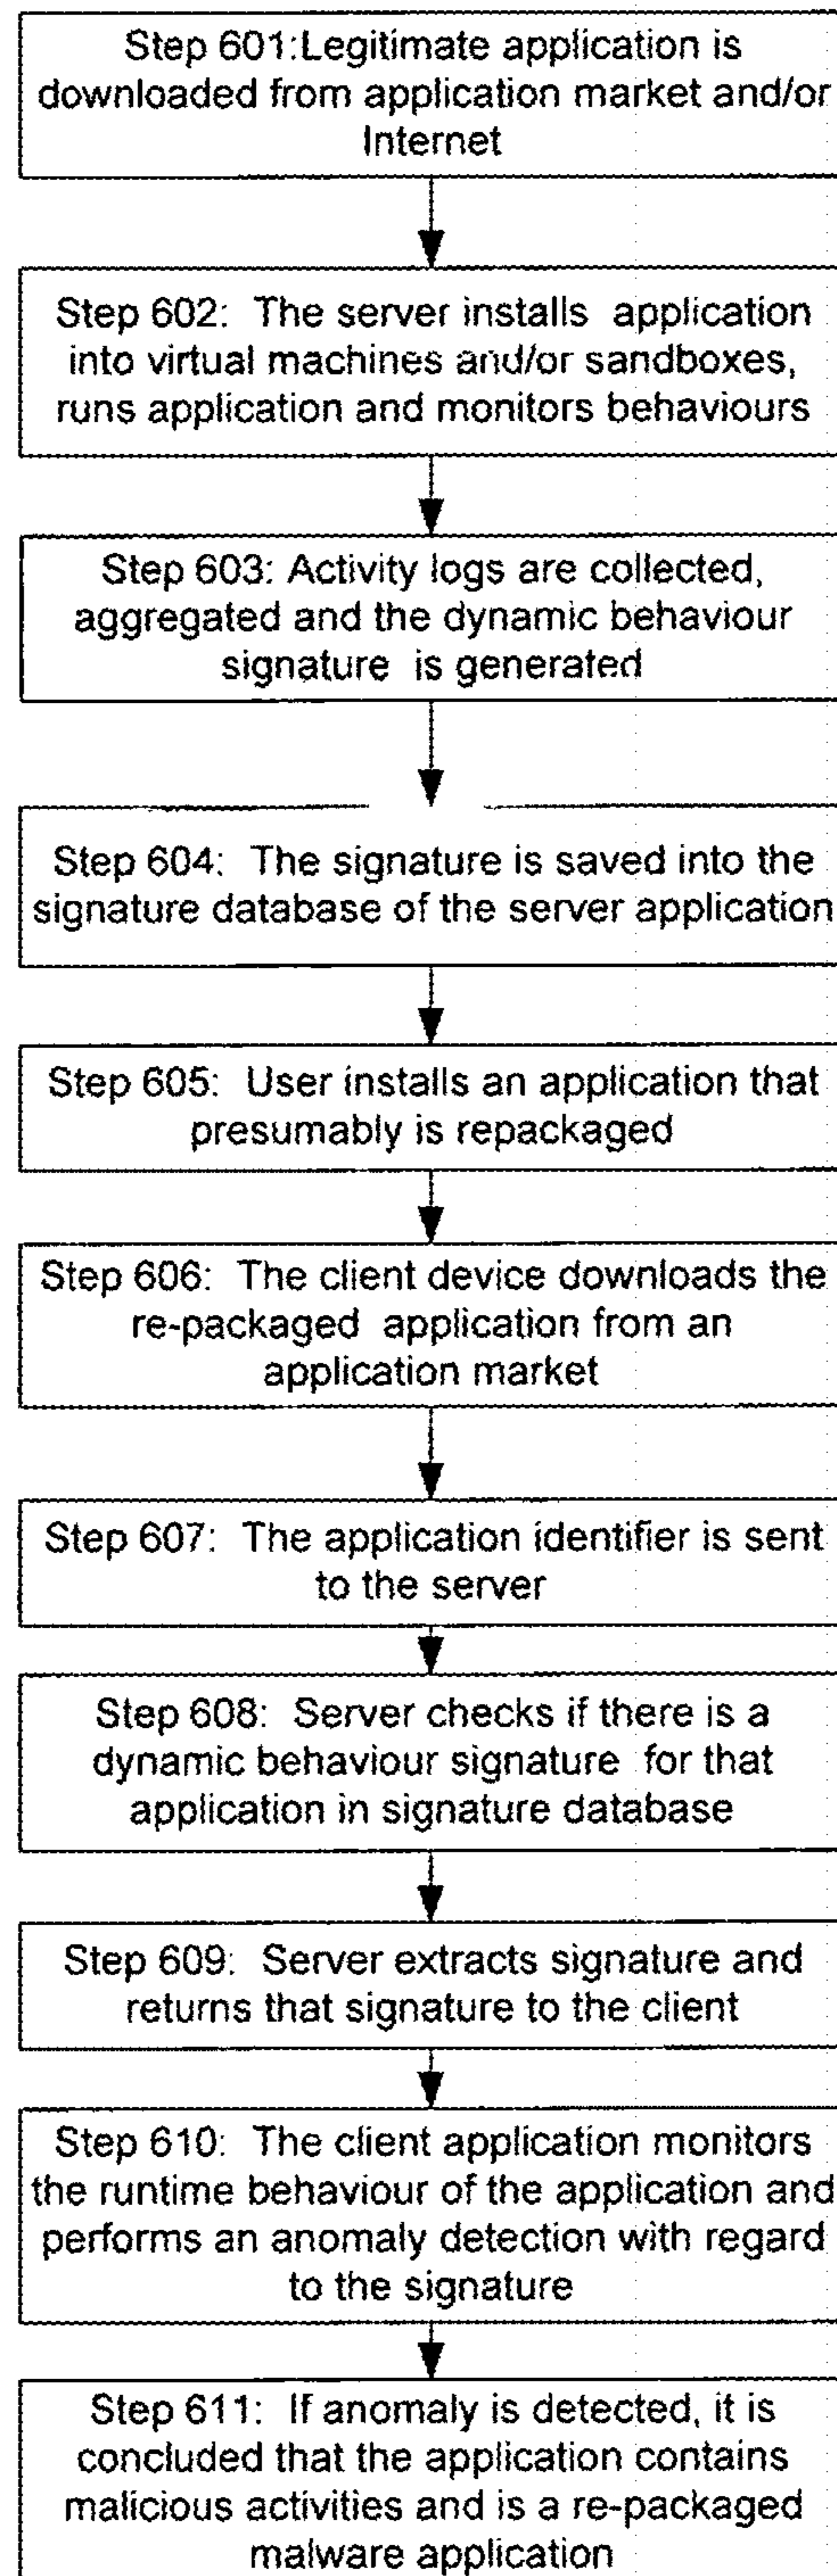 Step 601:Legitimate application is
downloaded from application market and/or
Internet
Step 602: The server installs application
into virtual machines and/or sandboxes,
runs application and monitors behaviours
Step 603: Activity logs are collected,
aggregated and the dynamic behaviour
signature is generated
Step 604: The signature is saved into the
signature database of the server application
Step 605: User installs an application that
presumably is repackaged
Step 606: The client device downloads the
re-packaged application from an
application market
Step 607: The application identifier is sent
to the server
Step 608: Server checks if there is a
dynamic behaviour signature for that
application in signature database
Step 609: Server extracts signature and
returns that signature to the client
Step 610: The client application monitors
the runtime behaviour of the application and
performs an anomaly detection with regard
to the signature
Step 611: If anomaly is detected, it is
concluded that the application contains
malicious activities and is a re-packaged
malware application